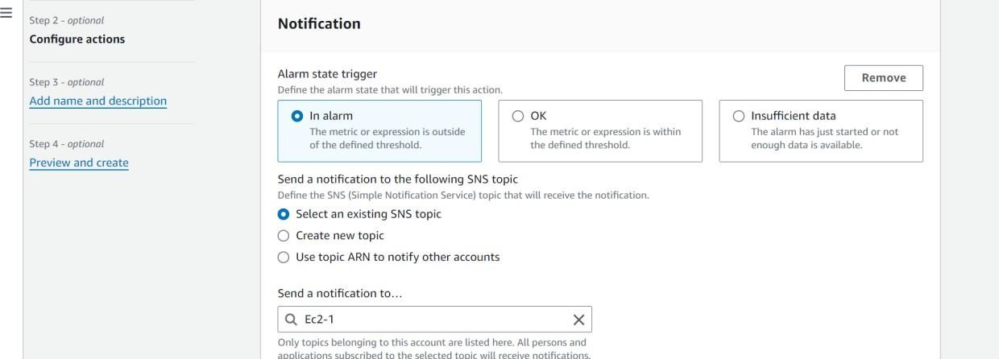 Step 2 - optional
Configure actions
Step 3 - optional
Add name and description
Step 4 - optional
Preview and create
Notification
Alarm state trigger
Define the alarm state that will trigger this action.
Remove
In alarm
The metric or expression is outside
of the defined threshold.
OK
The metric or expression is within
the defined threshold.
Insufficient data
The alarm has just started or not
enough data is available.
Send a notification to the following SNS topic
Define the SNS (Simple Notification Service) topic that will receive the notification.
Select an existing SNS topic
Create new topic
Use topic ARN to notify other accounts
Send a notification to…
Ec2-1
Only topics belonging to this account are listed here. All persons and
applications subscribed to the selected topic will receive notifications.